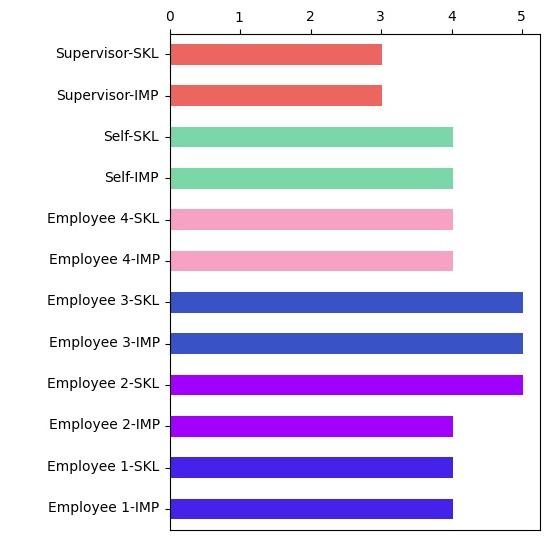 0 1 2 3 4 5
Supervisor-SKL
Supervisor-IMP
Self-SKL
Self-IMP
Employee 4-SKL
Employee 4-IMP
Employee 3-SKL
Employee 3-IMP
Employee 2-SKL
Employee 2-IMP
Employee 1-SKL
Employee 1-IMP